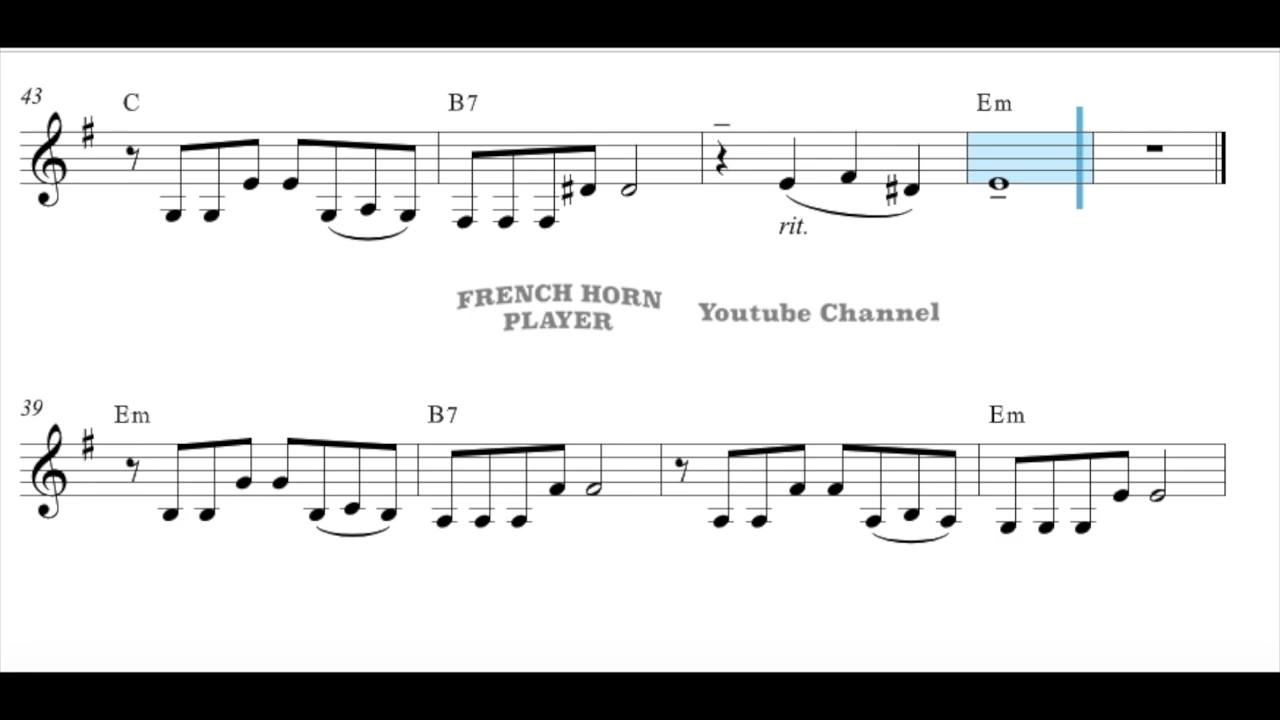 43
C
B7
Em
rit.
FRENCH HORN
PLAYER
Youtube Channel
39
Em
B7
Em